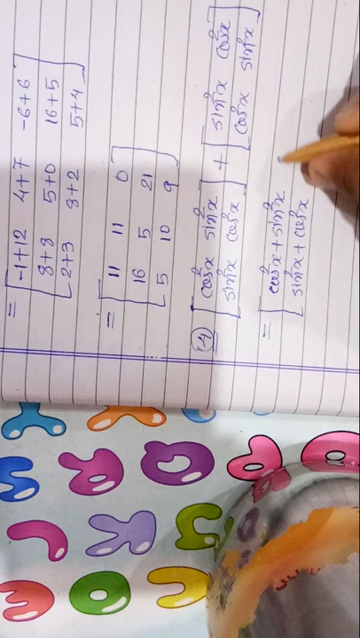 = [ -1+12 4+7 -6+6
8+8 5+0 16+5
2+3 8+2 5+4 ]
= [ 11 11 0
16 5 21
5 10 9 ]
(4) [ cos²x sin²x + [ sin²x cos²x
sin²x cos²x ] cos²x sin²x ]
= [ cos²x + sin²x
sin²x + cos²x